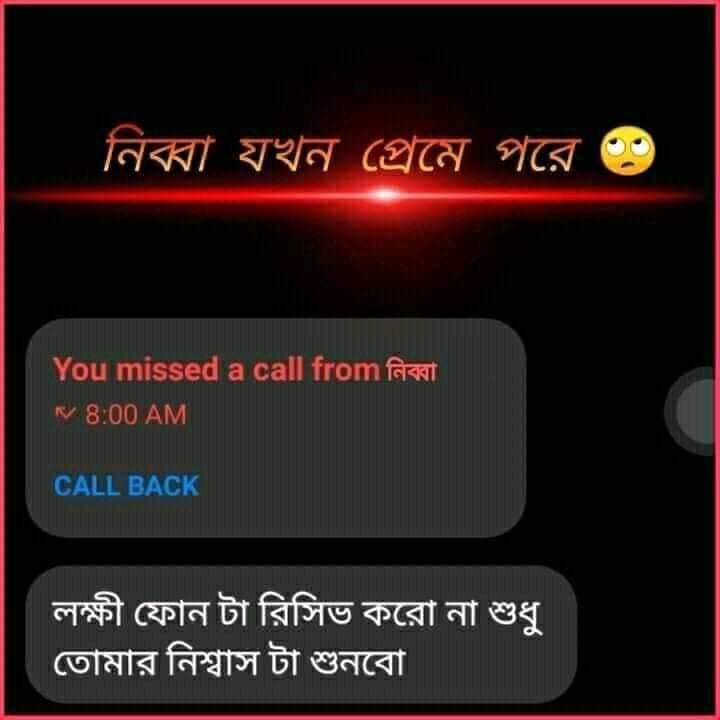 নিব্বা যখন প্রেমে পরে 🙄
You missed a call from নিব্বা
8:00 AM
CALL BACK
লক্ষী ফোন টা রিসিভ করো না শুধু
তোমার নিশ্বাস টা শুনবো